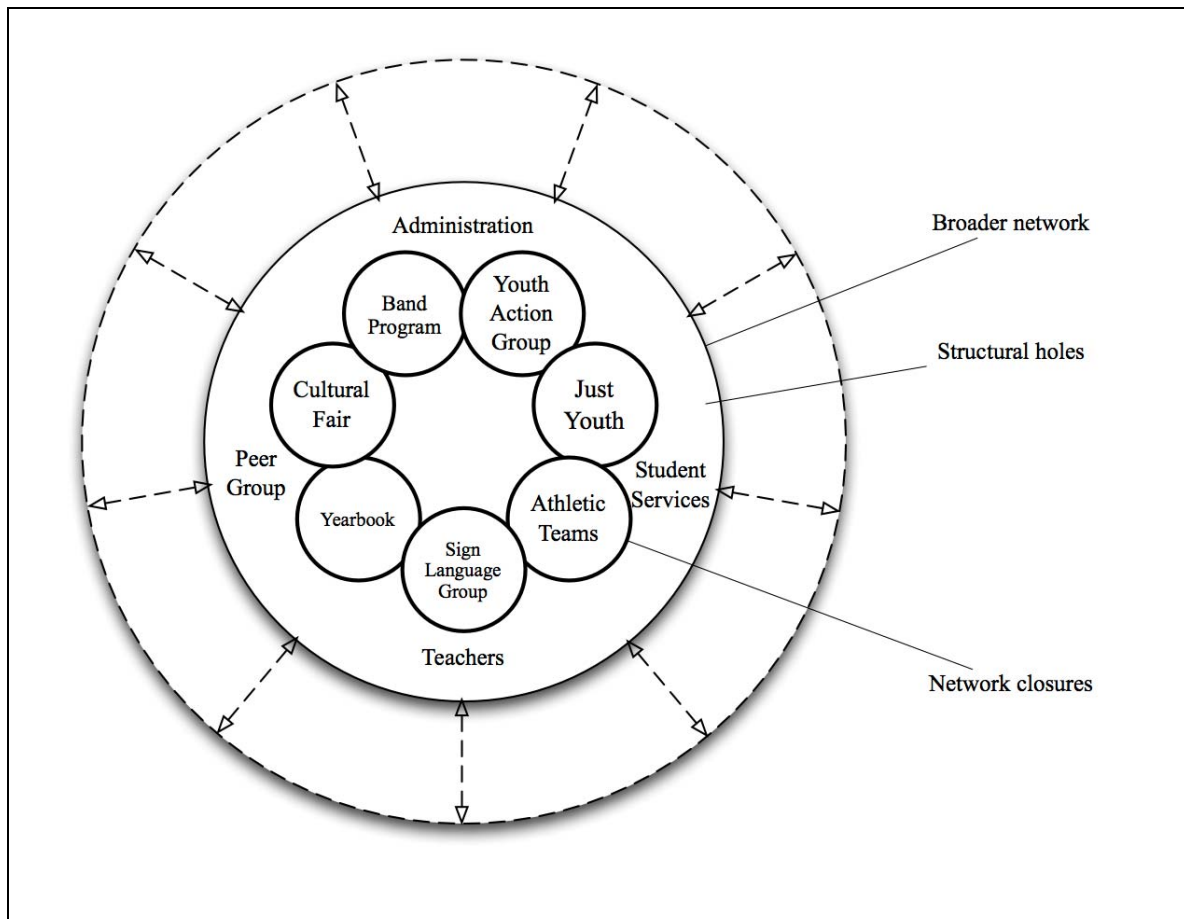 Administration
Broader network
Band
Program
Youth
Action
Group
Structural holes
Cultural
Fair
Just
Youth
Peer
Group
Student
Services
Yearbook
Athletic
Teams
Sign
Language
Group
Teachers
Network closures